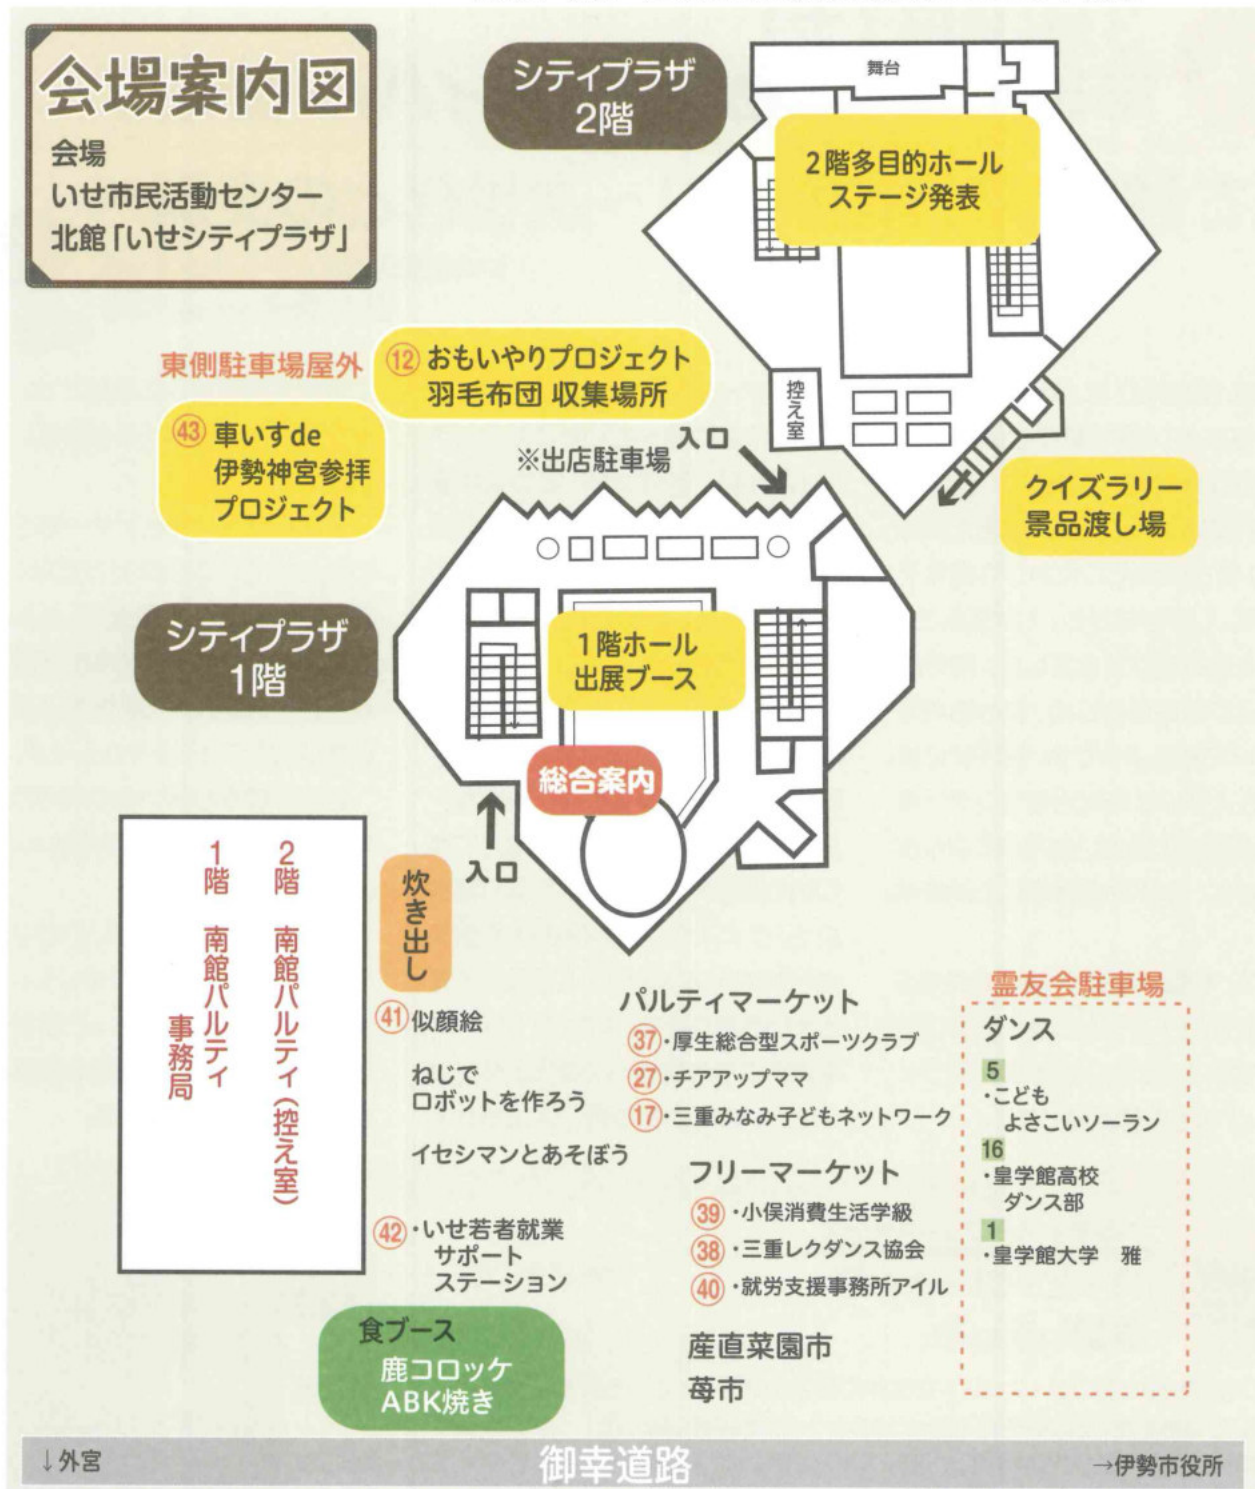 会場案内図
会場
いせ市民活動センター
北館「いせシティプラザ」
シティプラザ
2階
舞台
2階多目的ホール
ステージ発表
控え室
クイズラリー
景品渡し場
東側駐車場屋外
⑫ おもいやりプロジェクト
羽毛布団 収集場所
㊸ 車いすde
伊勢神宮参拝
プロジェクト
※出店駐車場
入口
シティプラザ
1階
1階ホール
出展ブース
総合案内
入口
2階 南館パルティ(控え室)
1階 南館パルティ
事務局
炊き出し
㊶ 似顔絵
ねじで
ロボットを作ろう
イセシマンとあそぼう
㊷・いせ若者就業
サポート
ステーション
食ブース
鹿コロッケ
ABK焼き
パルティマーケット
㊲・厚生総合型スポーツクラブ
㉗・チアアップママ
⑰・三重みなみ子どもネットワーク
フリーマーケット
㊴・小俣消費生活学級
㊳・三重レクダンス協会
㊵・就労支援事務所アイル
産直菜園市
苺市
霊友会駐車場
ダンス
5
・こども
よさこいソーラン
16
・皇学館高校
ダンス部
1
・皇学館大学 雅
↓外宮
御幸道路
→伊勢市役所